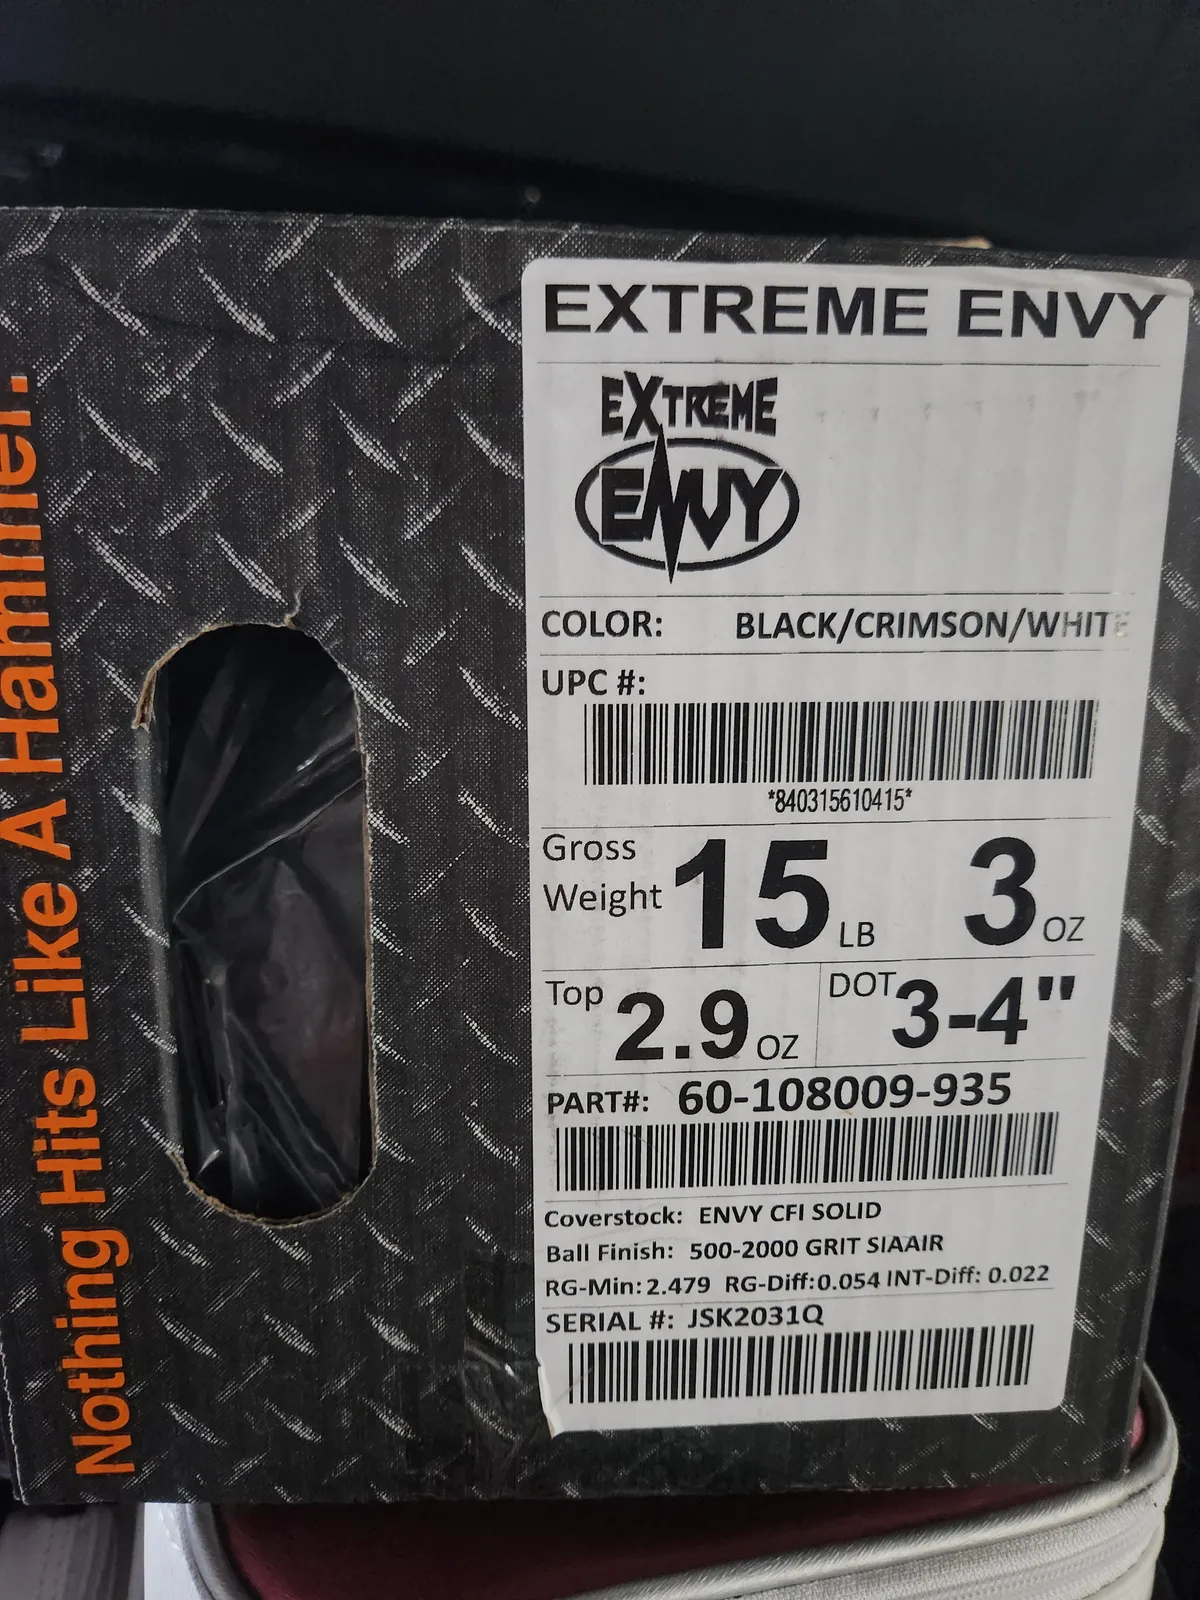 Nothing Hits Like A Hammer.
EXTREME ENVY
EXTREME
ENVY
COLOR: BLACK/CRIMSON/WHITE
UPC #:
*840315610415*
Gross Weight 15 LB 3 OZ
Top 2.9 OZ DOT 3-4"
PART#: 60-108009-935
Coverstock: ENVY CFI SOLID
Ball Finish: 500-2000 GRIT SIAAIR
RG-Min: 2.479 RG-Diff: 0.054 INT-Diff: 0.022
SERIAL #: JSK2031Q